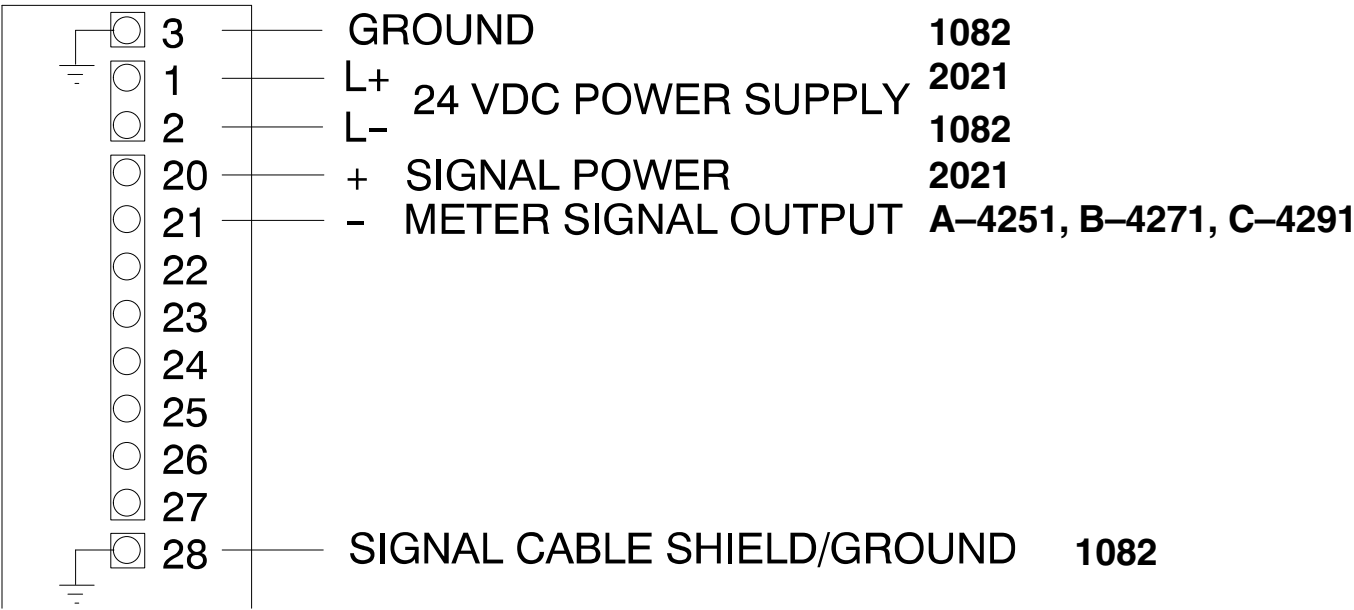 3 GROUND 1082
1 L+ 24 VDC POWER SUPPLY 2021
2 L– 1082
20 + SIGNAL POWER 2021
21 – METER SIGNAL OUTPUT A–4251, B–4271, C–4291
22
23
24
25
26
27
28 SIGNAL CABLE SHIELD/GROUND 1082